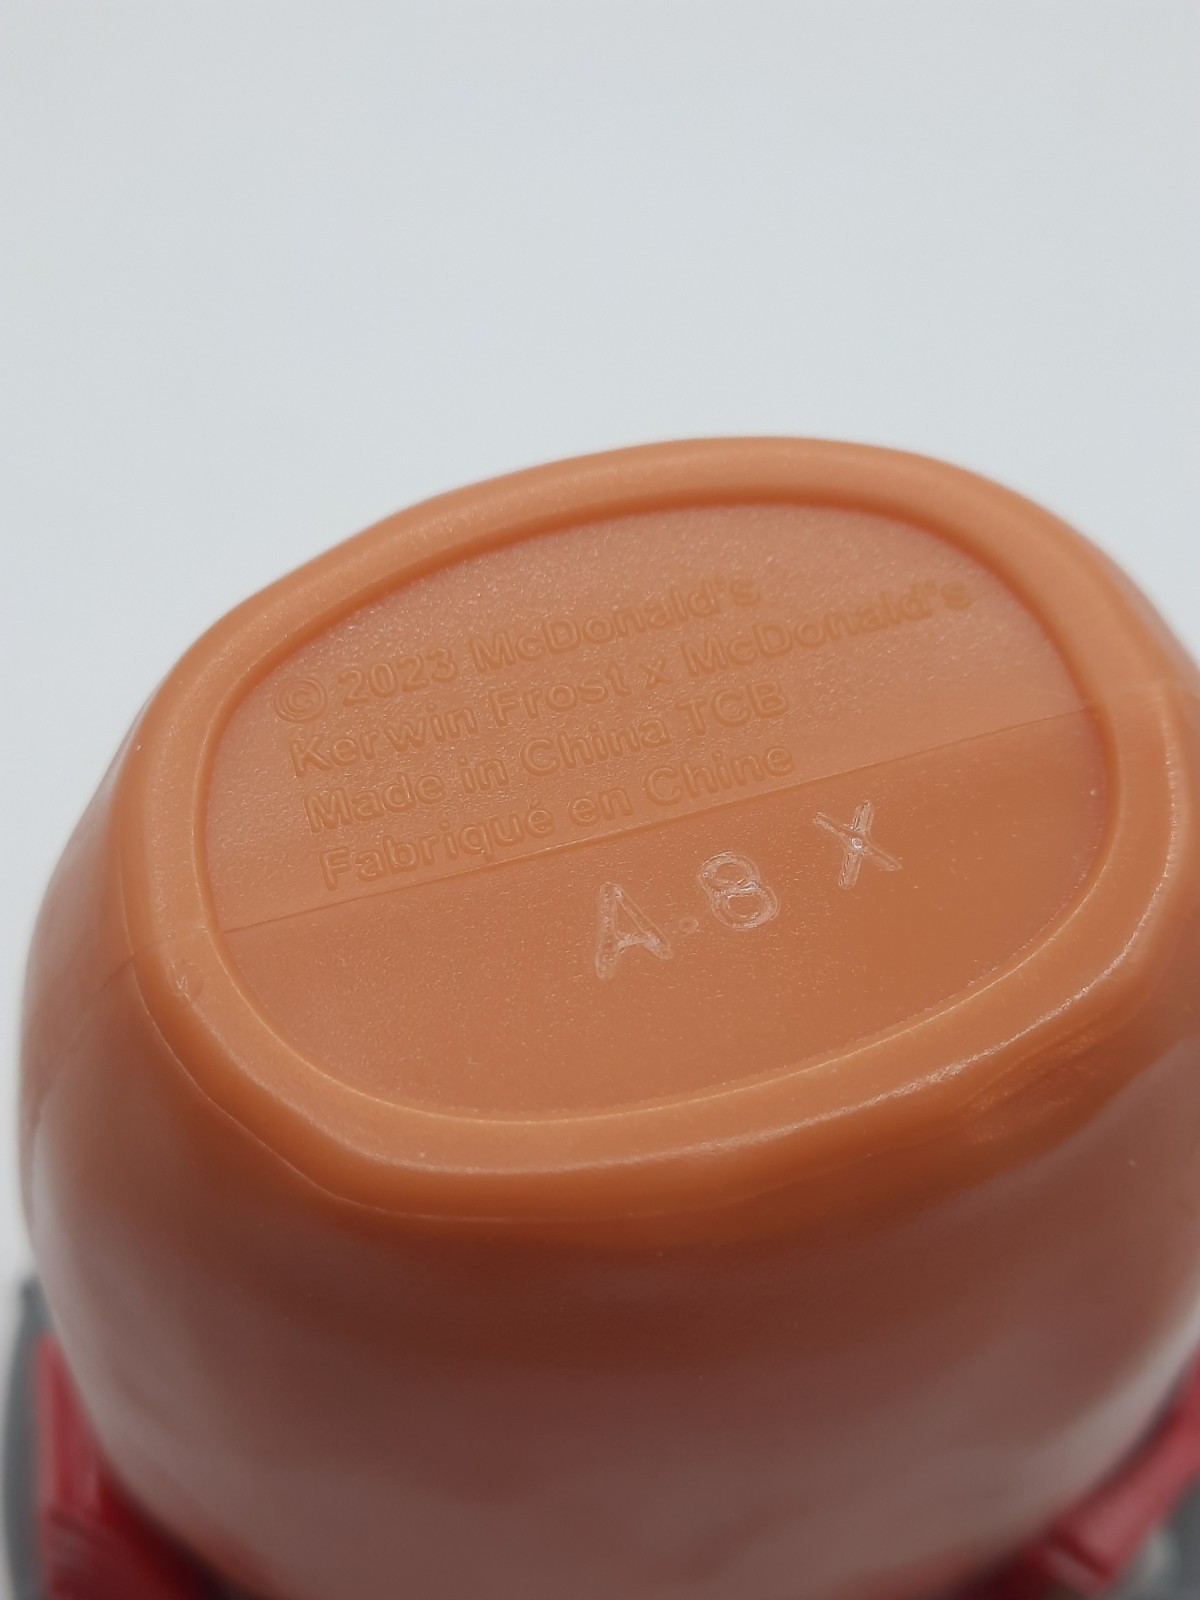 © 2023 McDonald's
Kerwin Frost x McDonald's
Made in China TCB
Fabriqué en Chine
A.8 X